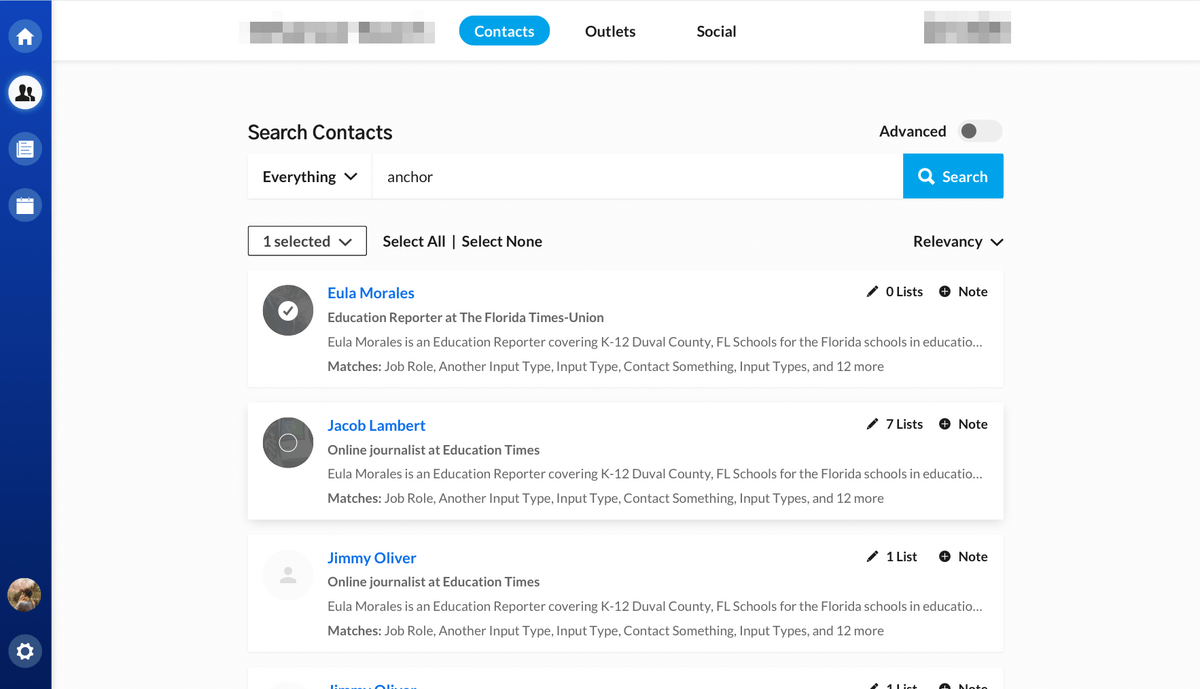 Contacts Outlets Social
Search Contacts
Advanced
Everything anchor Search
1 selected Select All | Select None Relevancy
Eula Morales 0 Lists Note
Education Reporter at The Florida Times-Union
Eula Morales is an Education Reporter covering K-12 Duval County, FL Schools for the Florida schools in educatio...
Matches: Job Role, Another Input Type, Input Type, Contact Something, Input Types, and 12 more
Jacob Lambert 7 Lists Note
Online journalist at Education Times
Eula Morales is an Education Reporter covering K-12 Duval County, FL Schools for the Florida schools in educatio...
Matches: Job Role, Another Input Type, Input Type, Contact Something, Input Types, and 12 more
Jimmy Oliver 1 List Note
Online journalist at Education Times
Eula Morales is an Education Reporter covering K-12 Duval County, FL Schools for the Florida schools in educatio...
Matches: Job Role, Another Input Type, Input Type, Contact Something, Input Types, and 12 more
Jimmy Oliver 1 List Note